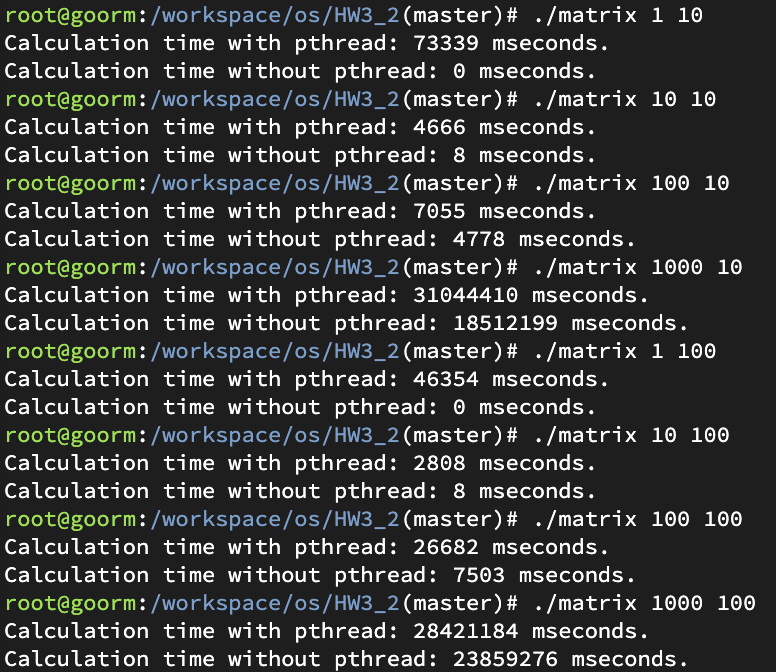 root@goorm:/workspace/os/HW3_2(master)# ./matrix 1 10
Calculation time with pthread: 73339 mseconds.
Calculation time without pthread: 0 mseconds.
root@goorm:/workspace/os/HW3_2(master)# ./matrix 10 10
Calculation time with pthread: 4666 mseconds.
Calculation time without pthread: 8 mseconds.
root@goorm:/workspace/os/HW3_2(master)# ./matrix 100 10
Calculation time with pthread: 7055 mseconds.
Calculation time without pthread: 4778 mseconds.
root@goorm:/workspace/os/HW3_2(master)# ./matrix 1000 10
Calculation time with pthread: 31044410 mseconds.
Calculation time without pthread: 18512199 mseconds.
root@goorm:/workspace/os/HW3_2(master)# ./matrix 1 100
Calculation time with pthread: 46354 mseconds.
Calculation time without pthread: 0 mseconds.
root@goorm:/workspace/os/HW3_2(master)# ./matrix 10 100
Calculation time with pthread: 2808 mseconds.
Calculation time without pthread: 8 mseconds.
root@goorm:/workspace/os/HW3_2(master)# ./matrix 100 100
Calculation time with pthread: 26682 mseconds.
Calculation time without pthread: 7503 mseconds.
root@goorm:/workspace/os/HW3_2(master)# ./matrix 1000 100
Calculation time with pthread: 28421184 mseconds.
Calculation time without pthread: 23859276 mseconds.